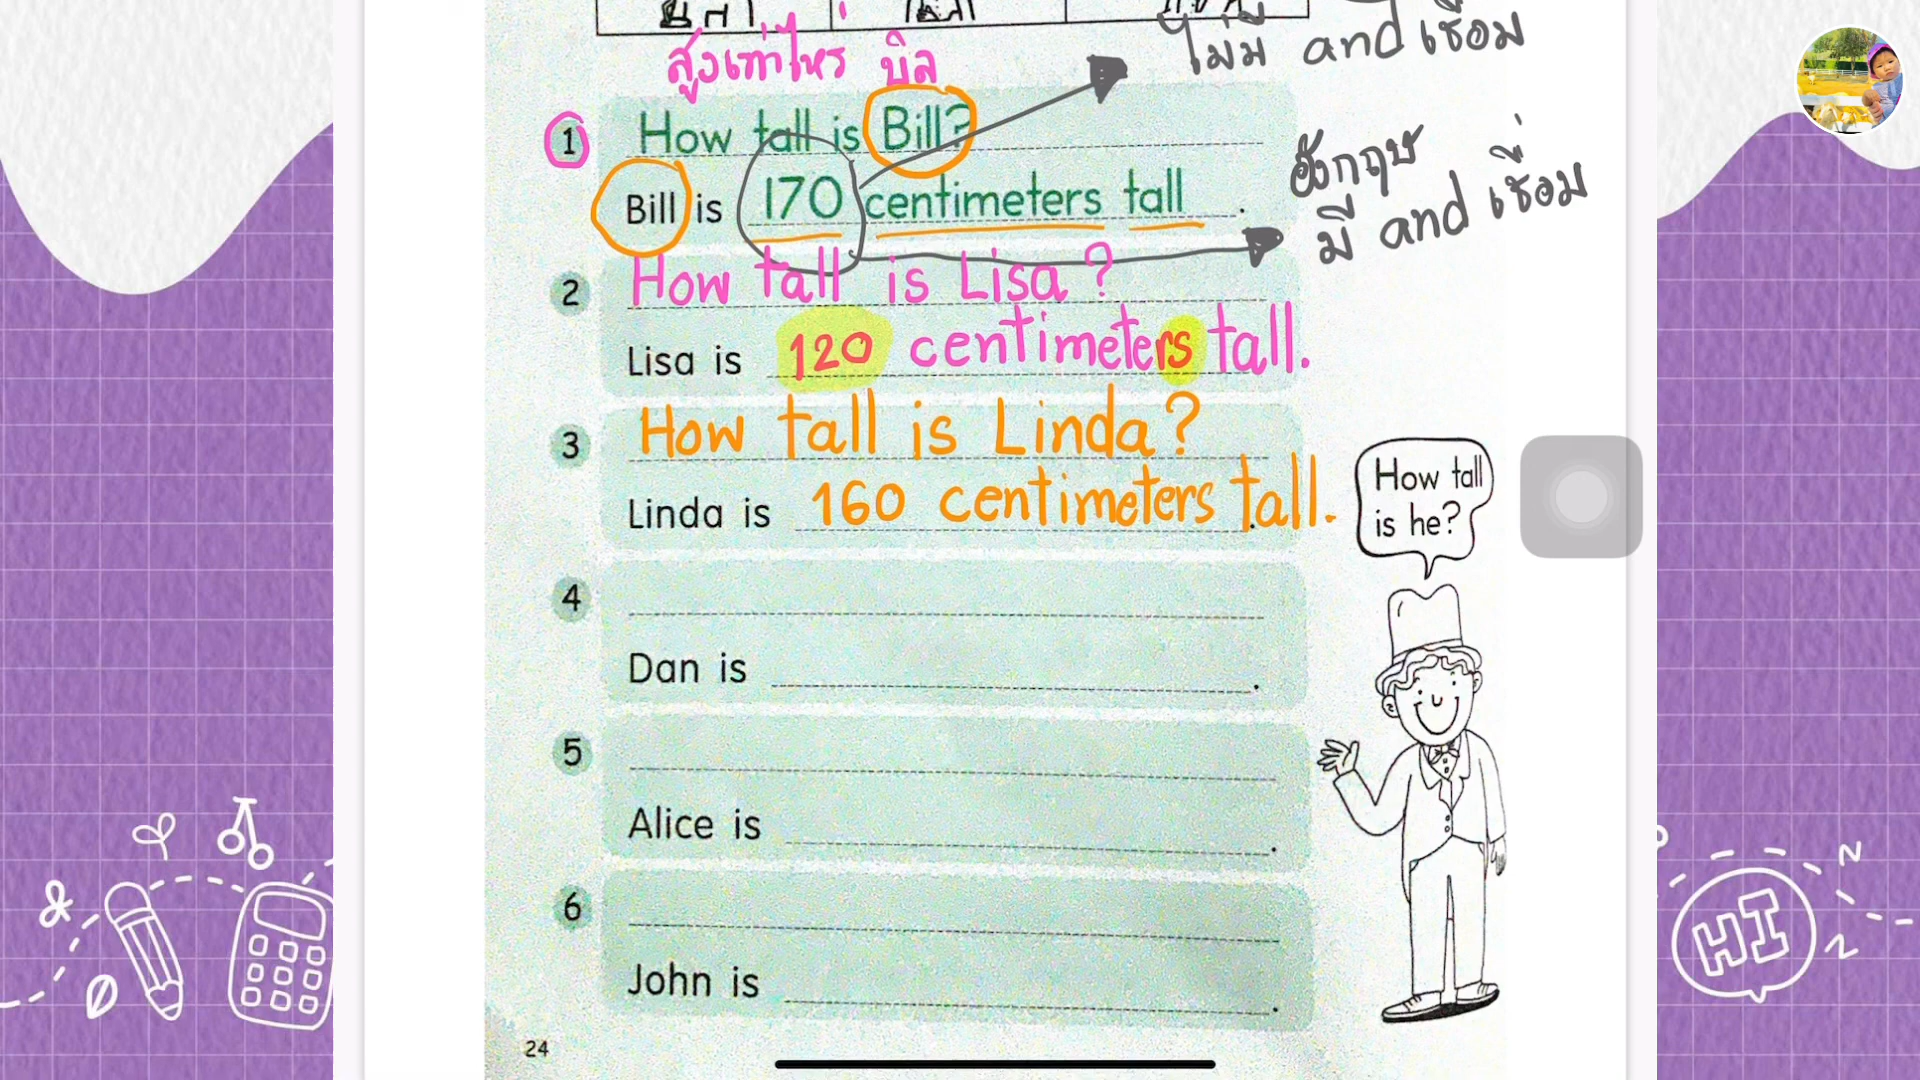 สูงเท่าไหร่ บิล
ไม่มี and เชื่อม
1 How tall is Bill?
Bill is 170 centimeters tall.
อังกฤษ
มี and เชื่อม
2 How tall is Lisa?
Lisa is 120 centimeters tall.
3 How tall is Linda?
Linda is 160 centimeters tall.
How tall
is he?
4
Dan is .
5
Alice is .
6
John is .
24
HI